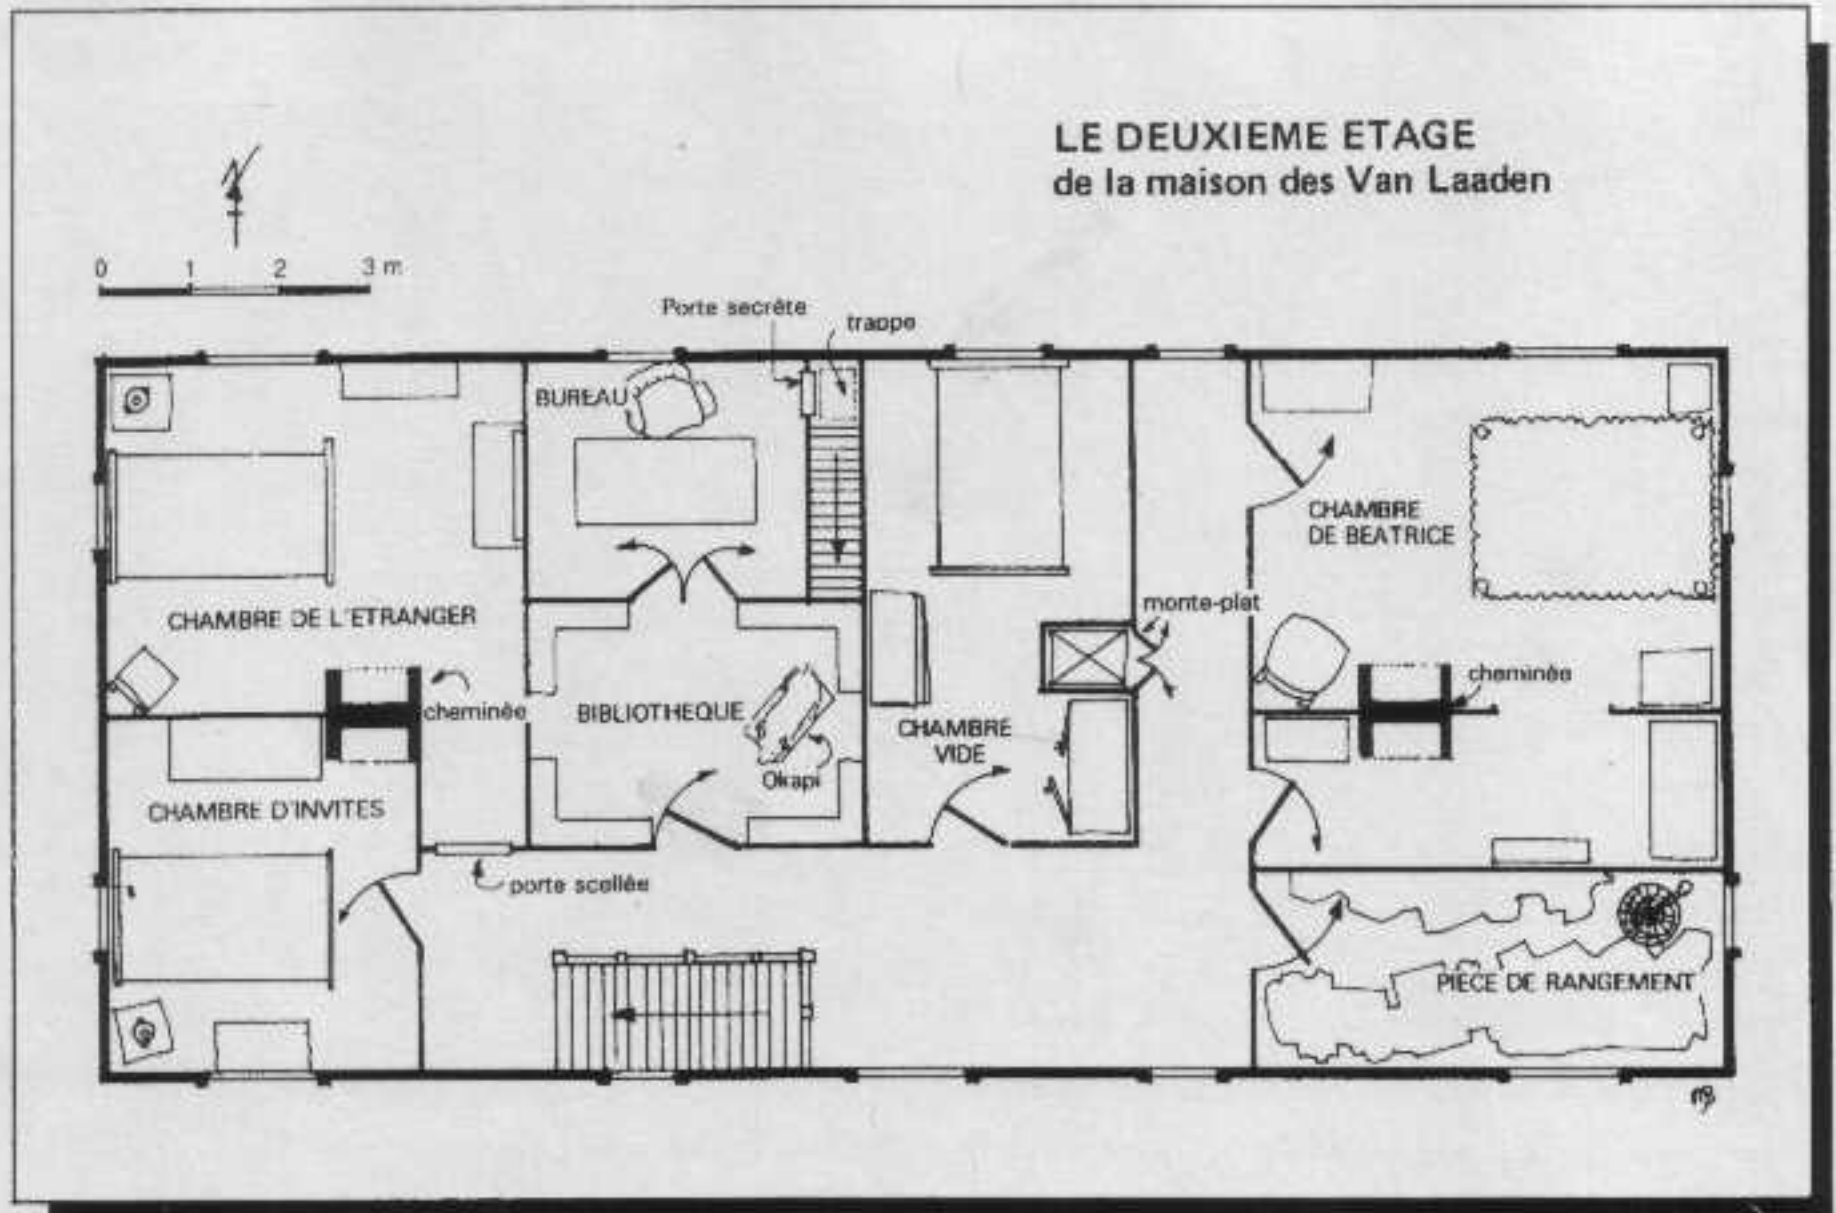 LE DEUXIEME ETAGE
de la maison des Van Laaden
N
0 1 2 3 m
Porte secrète
trappe
BUREAU
CHAMBRE
DE BEATRICE
CHAMBRE DE L'ETRANGER
monte-plat
cheminée
cheminée
BIBLIOTHEQUE
CHAMBRE
VIDE
Okapi
CHAMBRE D'INVITES
porte scellée
PIECE DE RANGEMENT